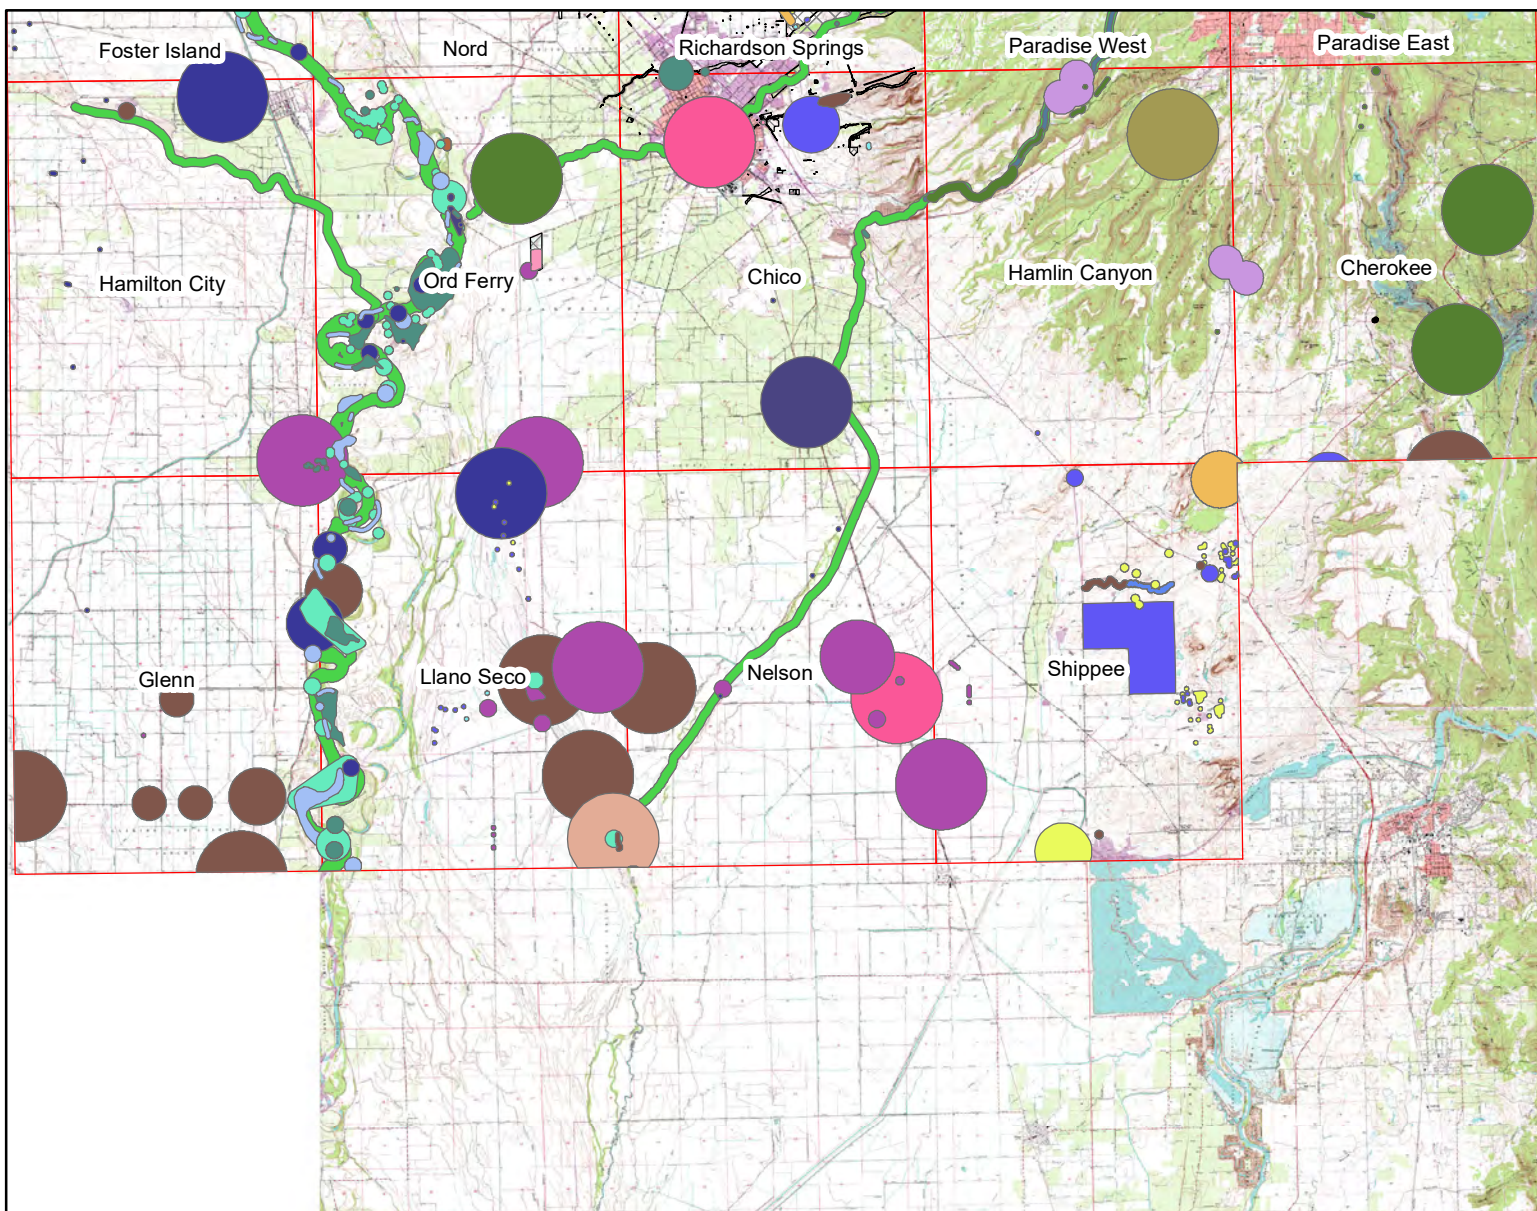 Foster Island
Nord
Richardson Springs
Paradise West
Paradise East
Hamilton City
Ord Ferry
Chico
Hamlin Canyon
Cherokee
Glenn
Llano Seco
Nelson
Shippee